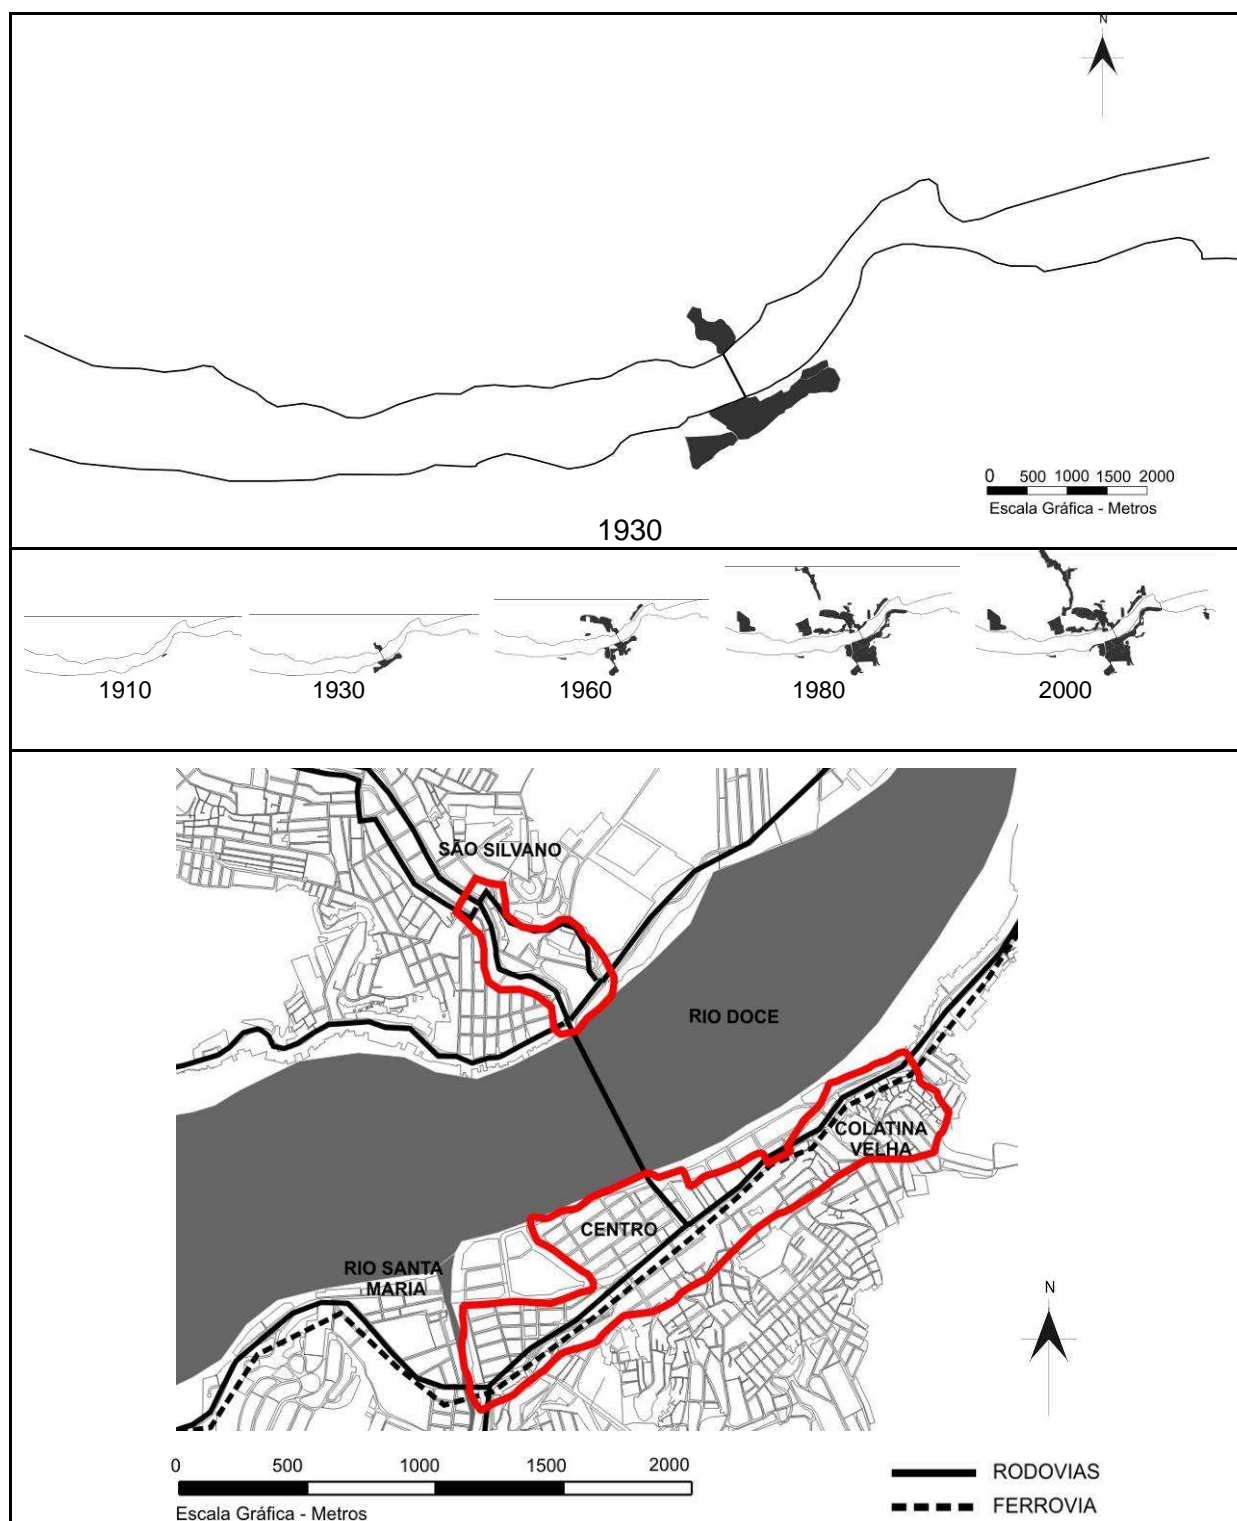 N
0 500 1000 1500 2000
Escala Gráfica - Metros
1930
1910 1930 1960 1980 2000
SÃO SILVANO
RIO DOCE
COLATINA
VELHA
CENTRO
RIO SANTA
MARIA
N
0 500 1000 1500 2000
Escala Gráfica - Metros
RODOVIAS
FERROVIA